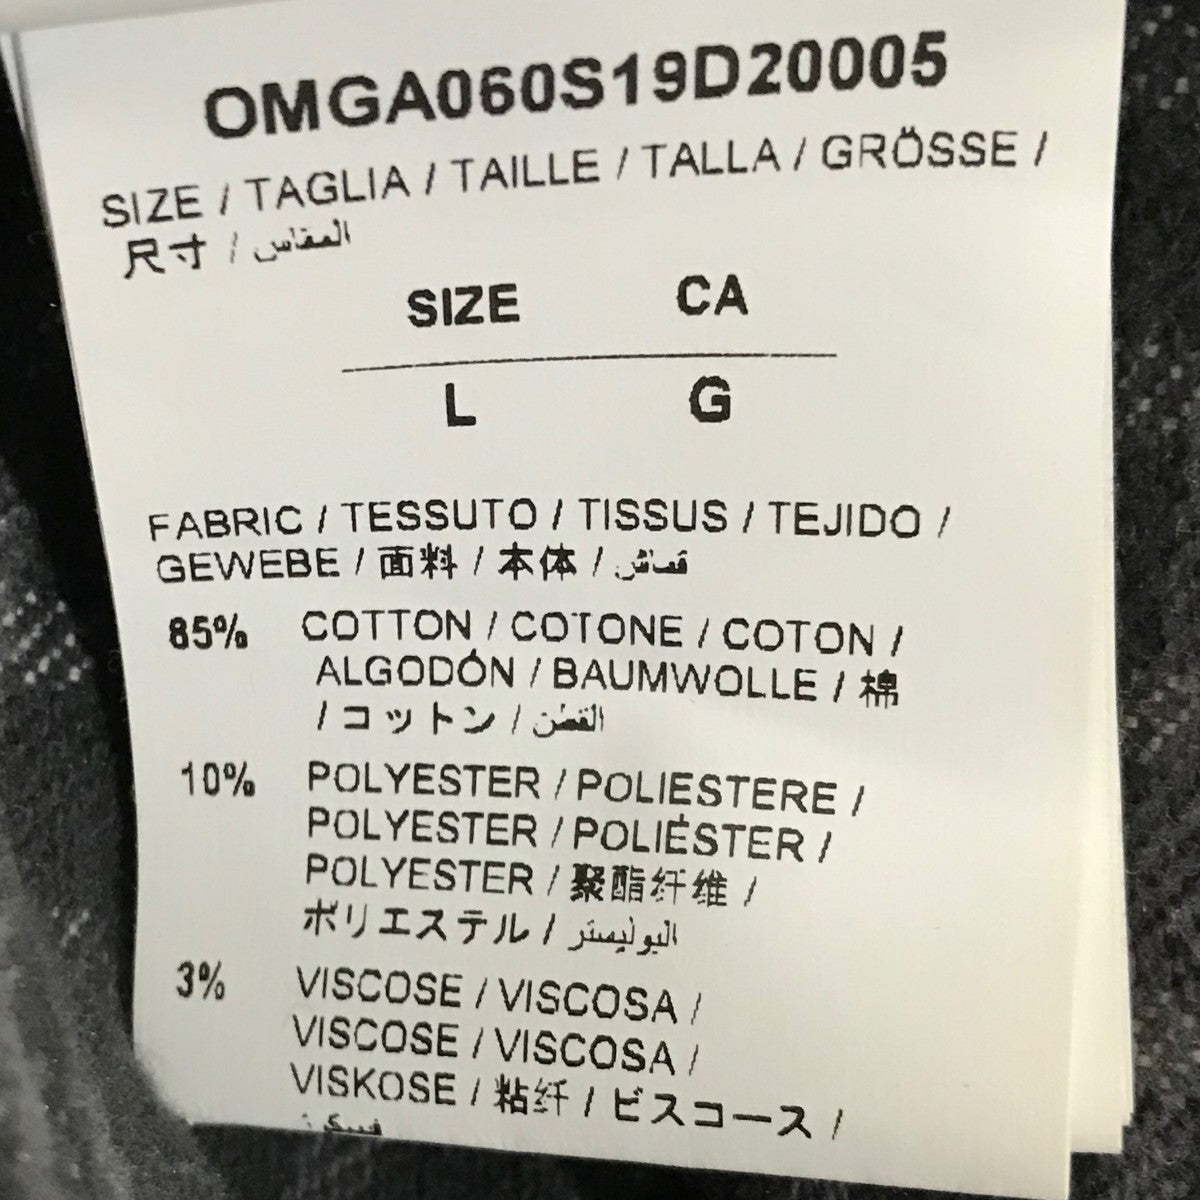 OMGA060S19D20005
SIZE / TAGLIA / TAILLE / TALLA / GRÖSSE /
尺寸 / المقاس
SIZE CA
L G
FABRIC / TESSUTO / TISSUS / TEJIDO /
GEWEBE / 面料 / 本体 / قماش
85% COTTON / COTONE / COTON /
ALGODÓN / BAUMWOLLE / 棉
/ コットン / القطن
10% POLYESTER / POLIESTERE /
POLYESTER / POLIÉSTER /
POLYESTER / 聚酯纤维 /
ポリエステル / البوليستر
3% VISCOSE / VISCOSA /
VISCOSE / VISCOSA /
VISKOSE / 粘纤 / ビスコース /